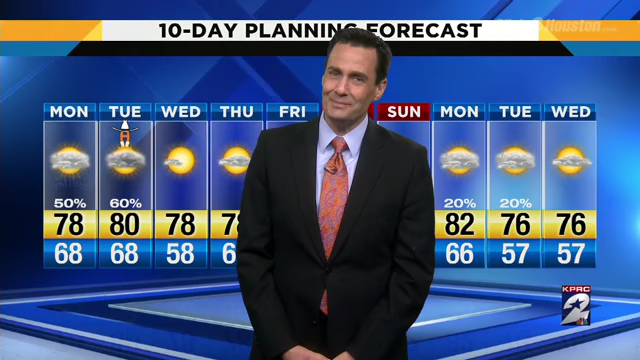 Houston
10-DAY PLANNING FORECAST
MON TUE WED THU FRI SUN MON TUE WED
50% 60% 20% 20%
78 80 78 82 76 76
68 68 58 66 57 57
KPRC
2